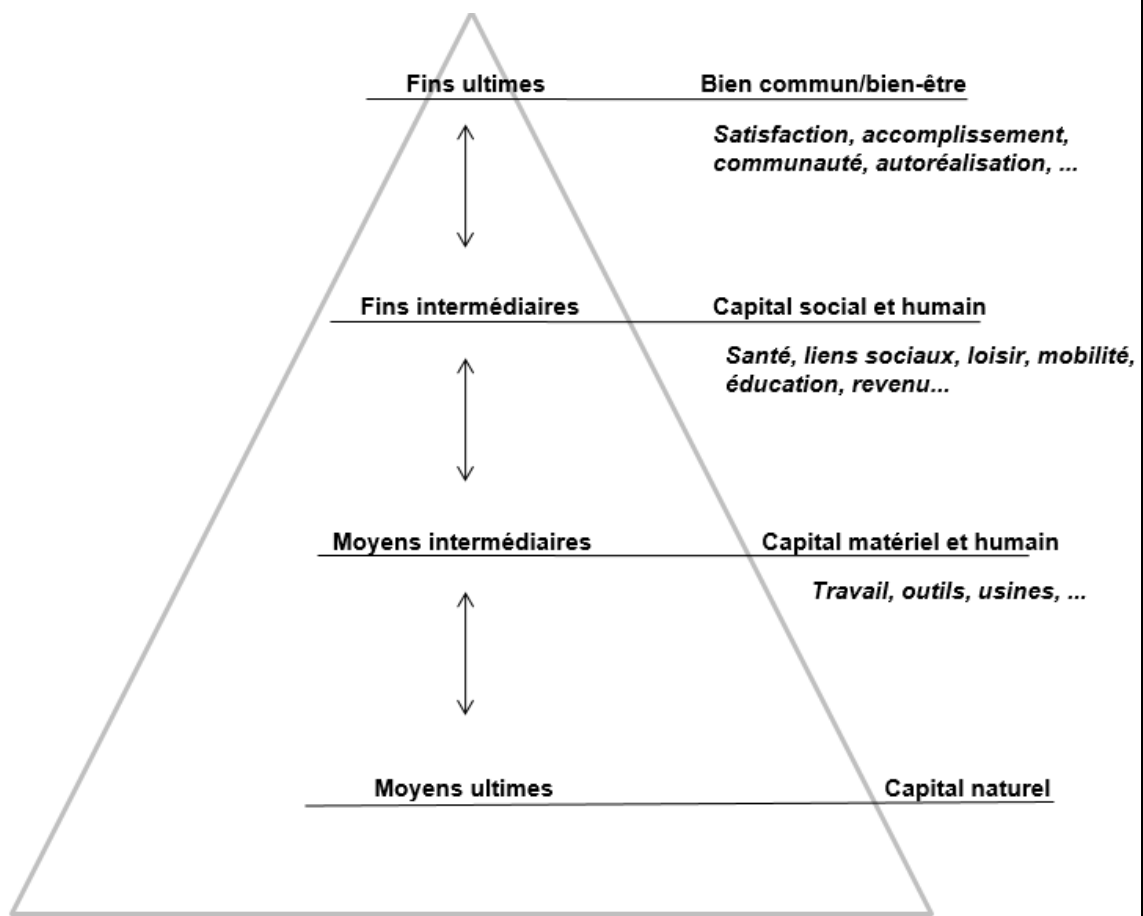 Fins ultimes
Bien commun/bien-être
Satisfaction, accomplissement,
communauté, autoréalisation, ...
Fins intermédiaires
Capital social et humain
Santé, liens sociaux, loisir, mobilité,
éducation, revenu...
Moyens intermédiaires
Capital matériel et humain
Travail, outils, usines, ...
Moyens ultimes
Capital naturel